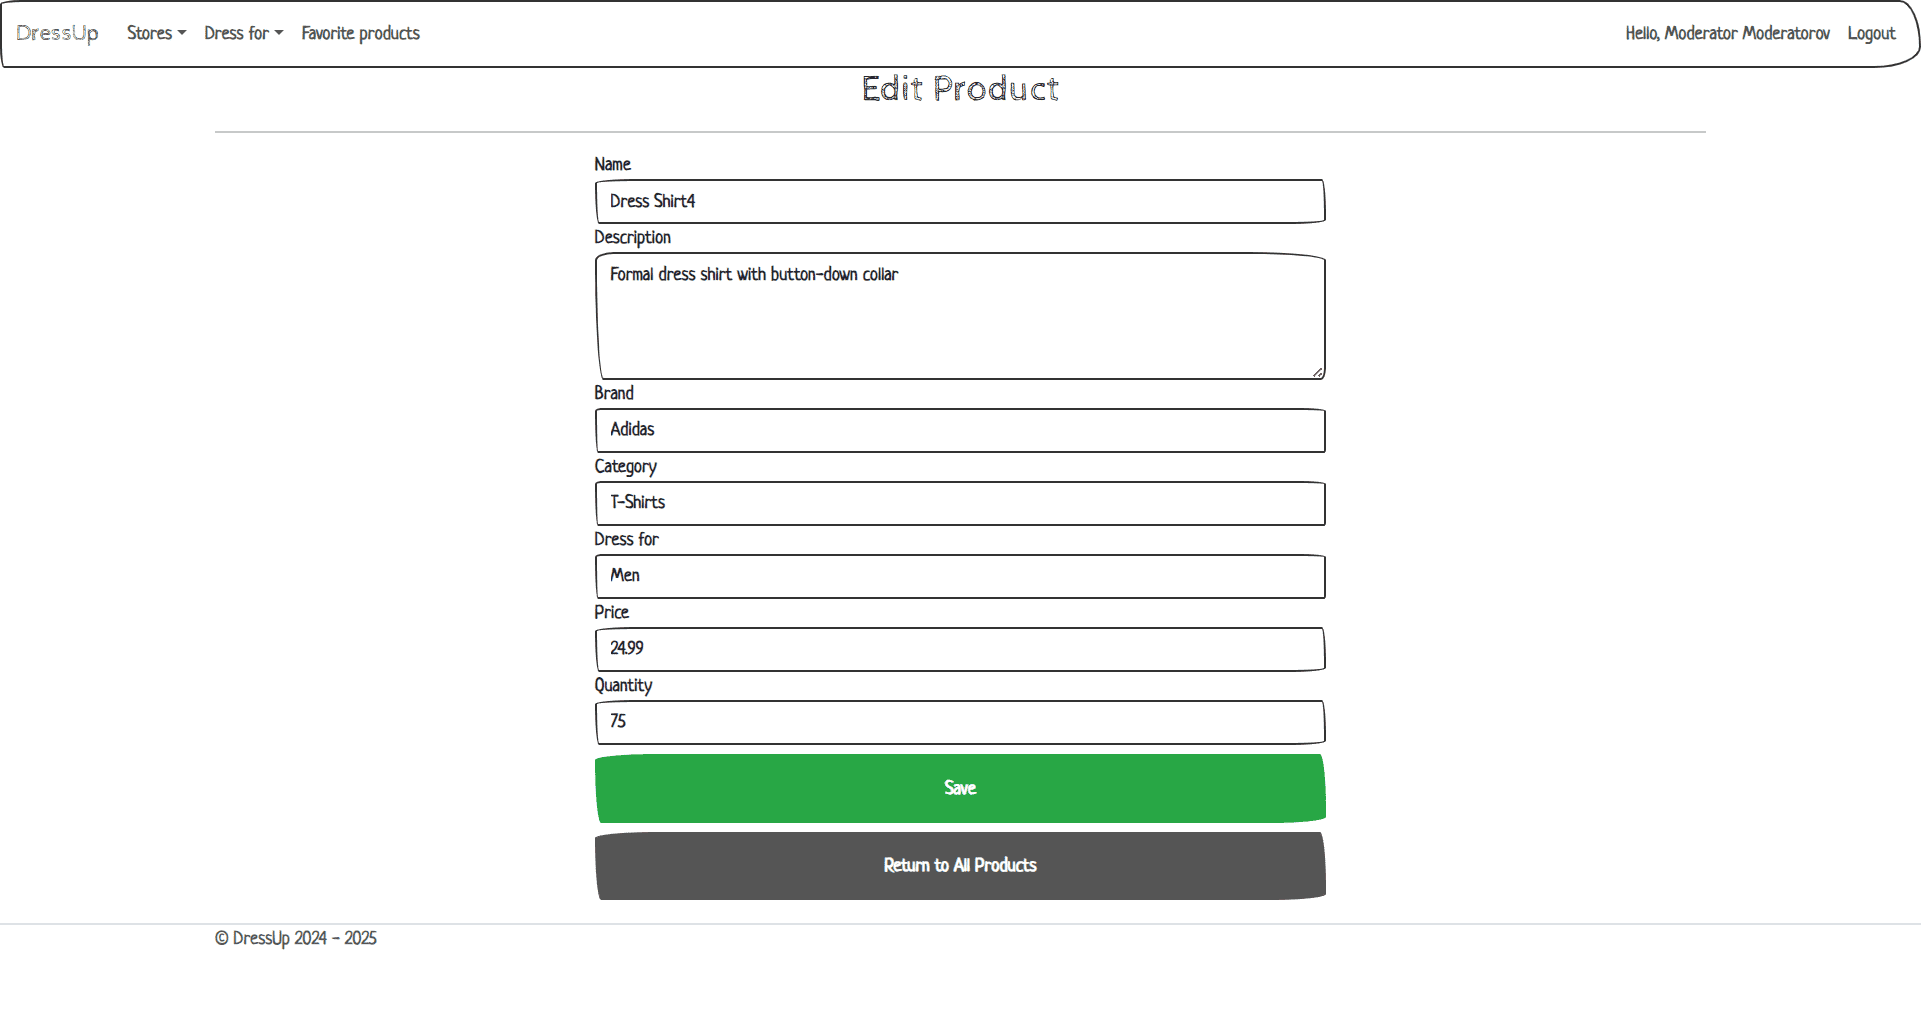 DressUp Stores Dress for Favorite products Hello, Moderator Moderatorov Logout
Edit Product
Name
Dress Shirt4
Description
Formal dress shirt with button-down collar
Brand
Adidas
Category
T-Shirts
Dress for
Men
Price
24.99
Quantity
75
Save
Return to All Products
© DressUp 2024 - 2025